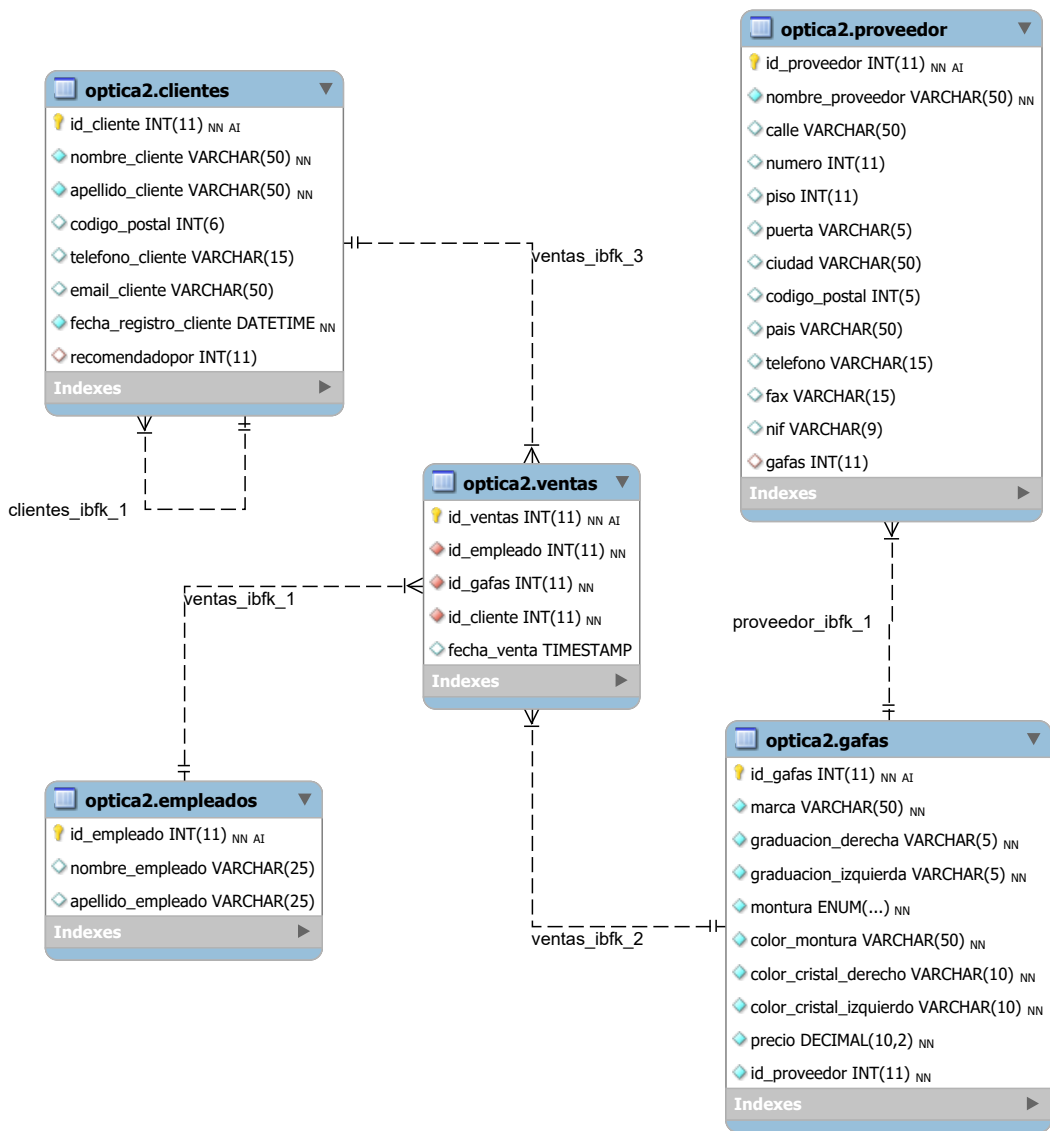 optica2.proveedor
id_proveedor INT(11) NN AI
nombre_proveedor VARCHAR(50) NN
calle VARCHAR(50)
numero INT(11)
piso INT(11)
puerta VARCHAR(5)
ciudad VARCHAR(50)
codigo_postal INT(5)
pais VARCHAR(50)
telefono VARCHAR(15)
fax VARCHAR(15)
nif VARCHAR(9)
gafas INT(11)
Indexes
optica2.clientes
id_cliente INT(11) NN AI
nombre_cliente VARCHAR(50) NN
apellido_cliente VARCHAR(50) NN
codigo_postal INT(6)
telefono_cliente VARCHAR(15)
email_cliente VARCHAR(50)
fecha_registro_cliente DATETIME NN
recomendadopor INT(11)
Indexes
ventas_ibfk_3
clientes_ibfk_1
optica2.ventas
id_ventas INT(11) NN AI
id_empleado INT(11) NN
id_gafas INT(11) NN
id_cliente INT(11) NN
fecha_venta TIMESTAMP
Indexes
ventas_ibfk_1
proveedor_ibfk_1
optica2.empleados
id_empleado INT(11) NN AI
nombre_empleado VARCHAR(25)
apellido_empleado VARCHAR(25)
Indexes
ventas_ibfk_2
optica2.gafas
id_gafas INT(11) NN AI
marca VARCHAR(50) NN
graduacion_derecha VARCHAR(5) NN
graduacion_izquierda VARCHAR(5) NN
montura ENUM(...) NN
color_montura VARCHAR(50) NN
color_cristal_derecho VARCHAR(10) NN
color_cristal_izquierdo VARCHAR(10) NN
precio DECIMAL(10,2) NN
id_proveedor INT(11) NN
Indexes